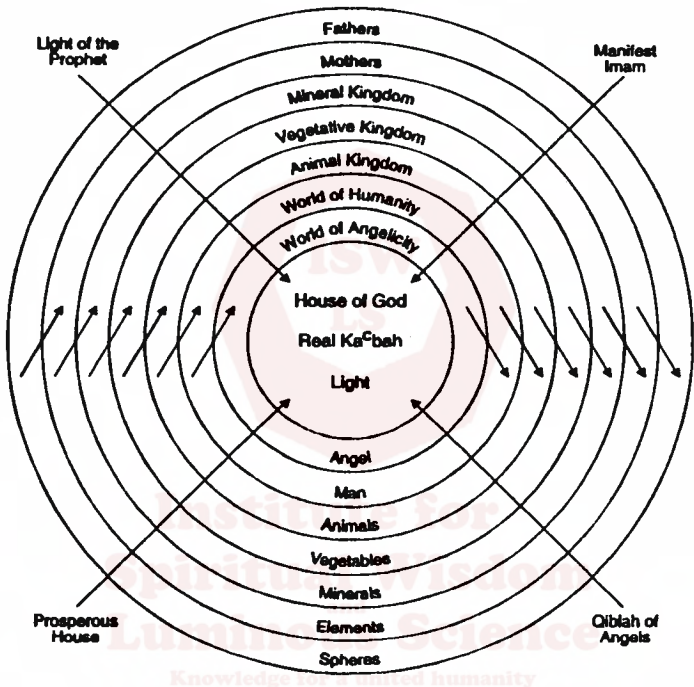 Fathers
Light of the
Prophet
Manifest
Imam
Mothers
Mineral Kingdom
Vegetative Kingdom
Animal Kingdom
World of Humanity
World of Angelicity
ISW
LS
House of God
Real Kaᶜbah
Light
Angel
Man
Animals
Vegetables
Minerals
Elements
Spheres
Prosperous
House
Qiblah of
Angels
Institute for
Spiritual Wisdom
Luminous Science
Knowledge for a united humanity